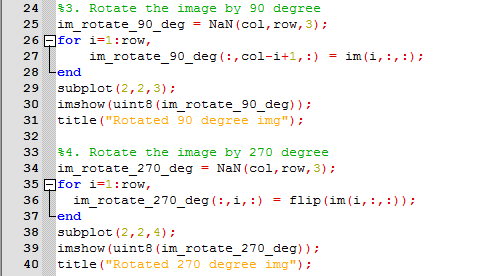 24 %3. Rotate the image by 90 degree
25 im_rotate_90_deg = NaN(col,row,3);
26 for i=1:row,
27     im_rotate_90_deg(:,col-i+1,:) = im(i,:,:);
28 end
29 subplot(2,2,3);
30 imshow(uint8(im_rotate_90_deg));
31 title("Rotated 90 degree img");
32
33 %4. Rotate the image by 270 degree
34 im_rotate_270_deg = NaN(col,row,3);
35 for i=1:row,
36   im_rotate_270_deg(:,i,:) = flip(im(i,:,:));
37 end
38 subplot(2,2,4);
39 imshow(uint8(im_rotate_270_deg));
40 title("Rotated 270 degree img");